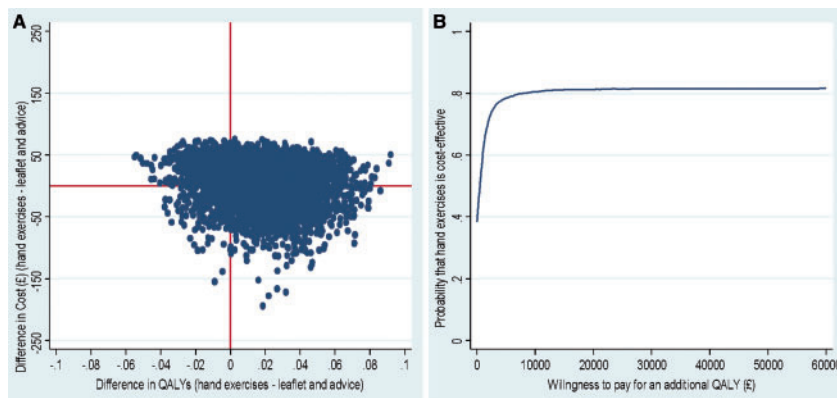 A
Difference in Cost (£) (hand exercises - leaflet and advice)
250
150
50
-50
-150
-250
-.1 -.08 -.06 -.04 -.02 0 .02 .04 .06 .08 .1
Difference in QALYs (hand exercises - leaflet and advice)
B
Probability that hand exercises is cost-effective
1
.8
.6
.4
.2
0
0 10000 20000 30000 40000 50000 60000
Willingness to pay for an additional QALY (£)